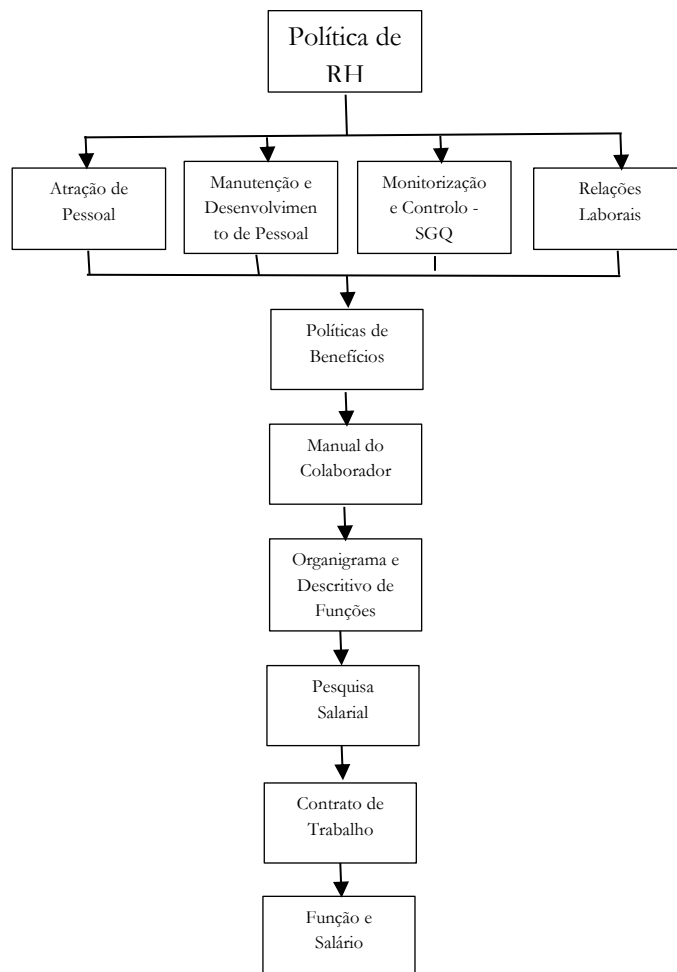 Política de
RH
Atração de
Pessoal
Manutenção e
Desenvolvimen
to de Pessoal
Monitorização
e Controlo -
SGQ
Relações
Laborais
Políticas de
Benefícios
Manual do
Colaborador
Organigrama e
Descritivo de
Funções
Pesquisa
Salarial
Contrato de
Trabalho
Função e
Salário